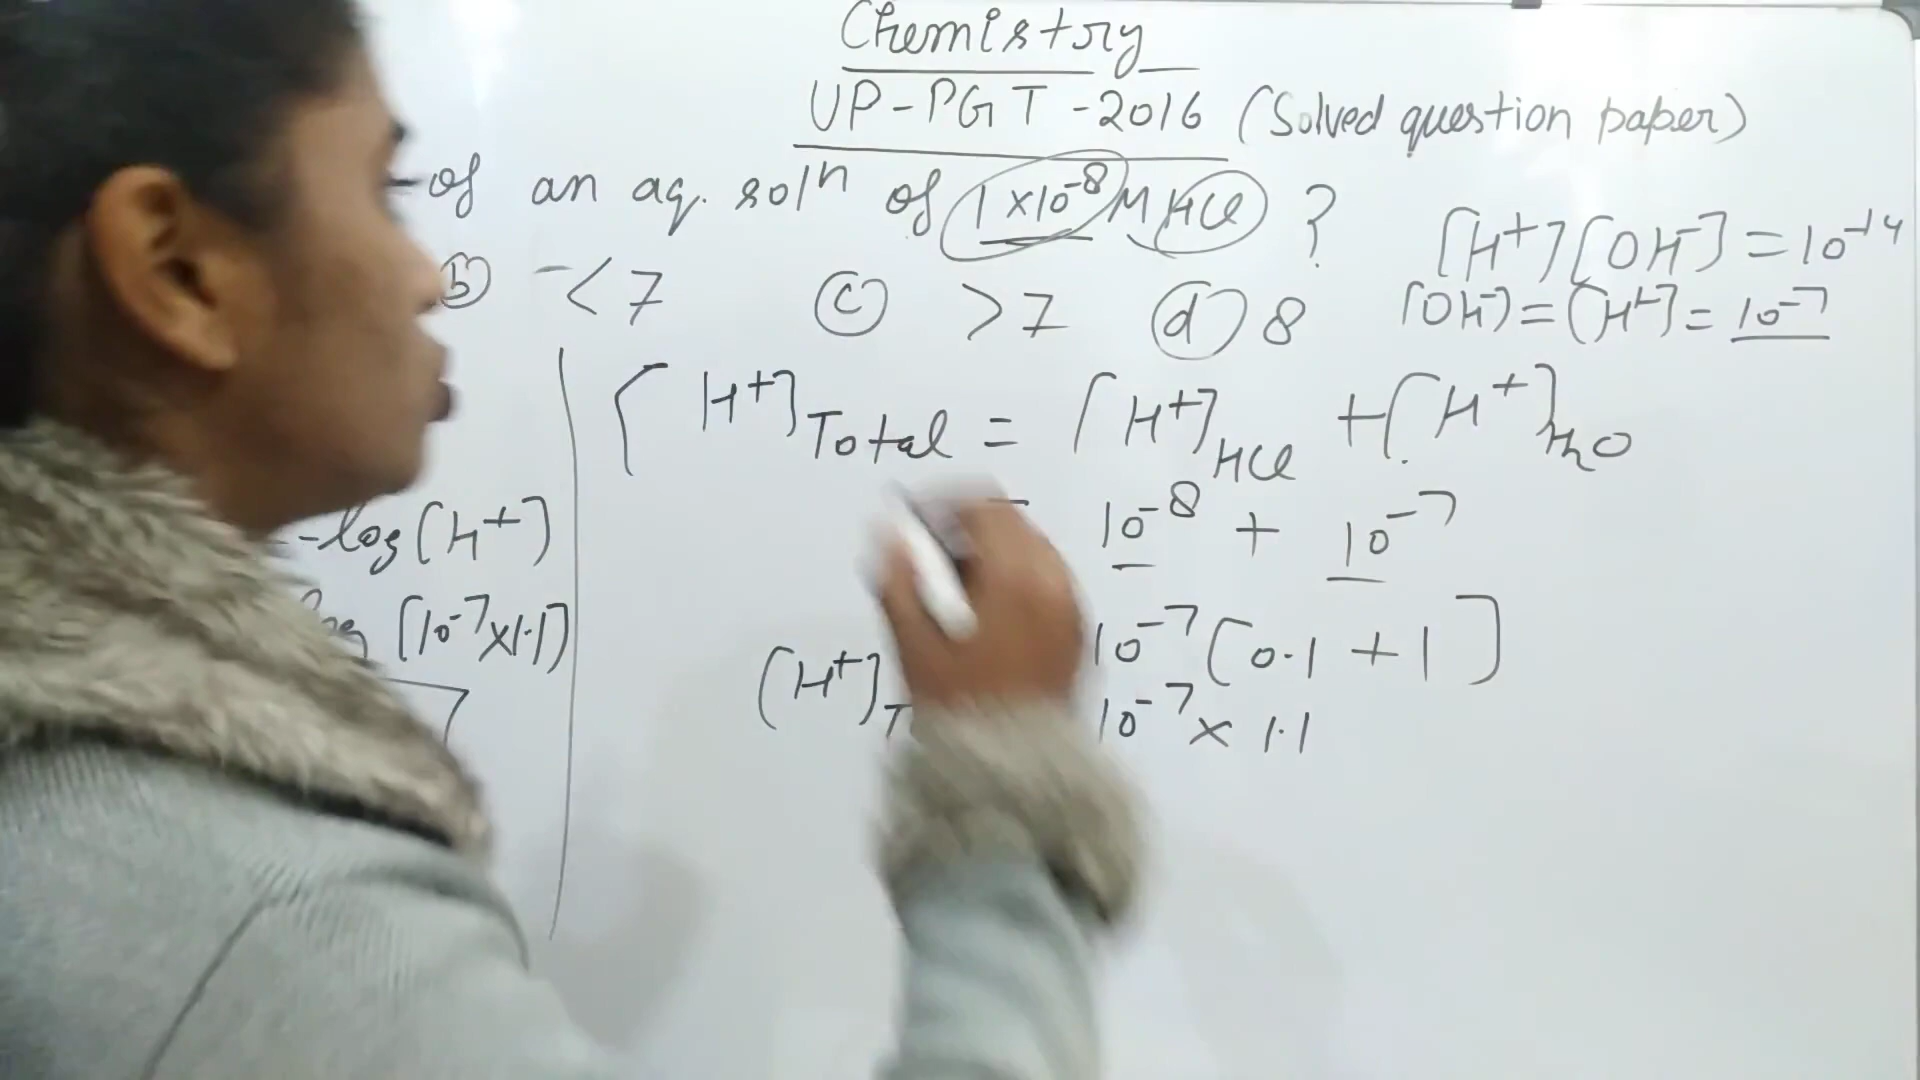 Chemistry
UP-PGT-2016 (Solved question paper)
of an aq. solⁿ of 1×10⁻⁸ M HCl ?
[H⁺][OH⁻] = 10⁻¹⁴
ⓑ < 7 ⓒ > 7 ⓓ 8
[OH⁻] = [H⁺] = 10⁻⁷
[H⁺]Total = [H⁺]HCl + [H⁺]H₂O
= 10⁻⁸ + 10⁻⁷
-log[H⁺]
10⁻⁷[0.1 + 1]
[10⁻⁷×1.1]
[H⁺]T 10⁻⁷ × 1.1